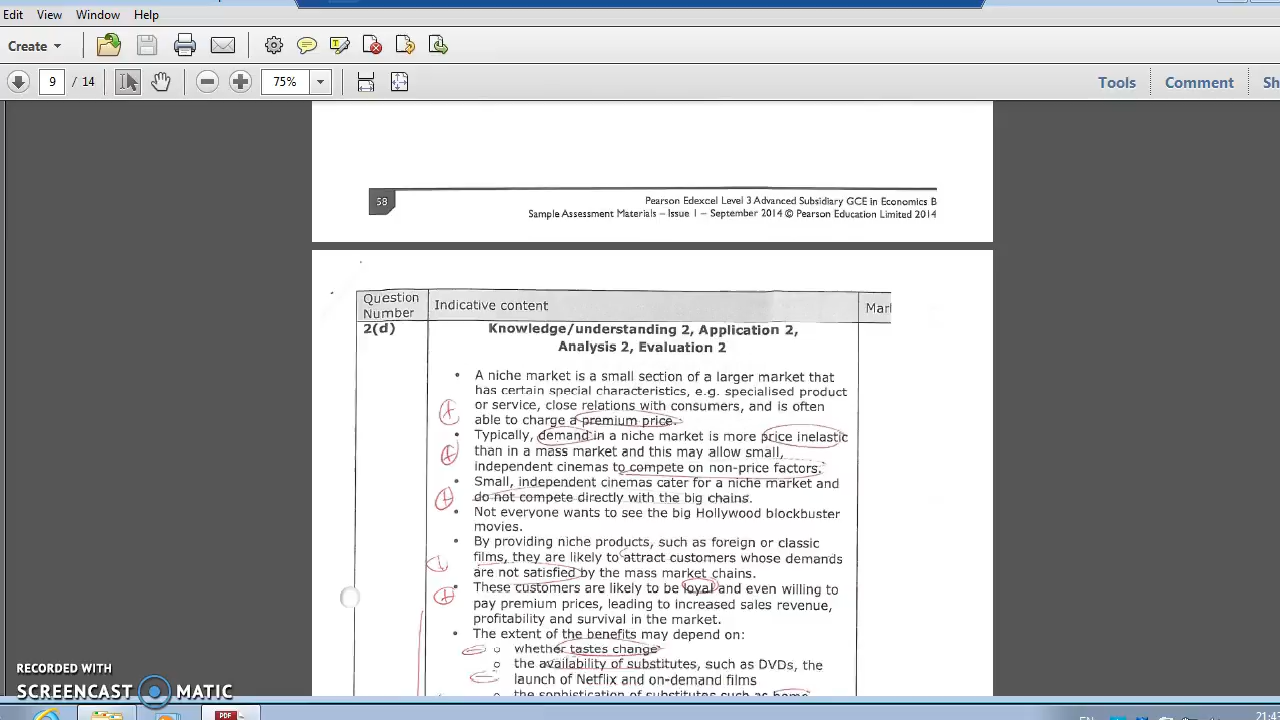 Edit View Window Help
Create
9 / 14 75% Tools Comment Sh
58 Pearson Edexcel Level 3 Advanced Subsidiary GCE in Economics B
Sample Assessment Materials – Issue 1 – September 2014 © Pearson Education Limited 2014
Question Number Indicative content Mar
2(d) Knowledge/understanding 2, Application 2,
Analysis 2, Evaluation 2
• A niche market is a small section of a larger market that
has certain special characteristics, e.g. specialised product
or service, close relations with consumers, and is often
able to charge a premium price.
• Typically, demand in a niche market is more price inelastic
than in a mass market and this may allow small,
independent cinemas to compete on non-price factors.
• Small, independent cinemas cater for a niche market and
do not compete directly with the big chains.
• Not everyone wants to see the big Hollywood blockbuster
movies.
• By providing niche products, such as foreign or classic
films, they are likely to attract customers whose demands
are not satisfied by the mass market chains.
• These customers are likely to be loyal and even willing to
pay premium prices, leading to increased sales revenue,
profitability and survival in the market.
• The extent of the benefits may depend on:
o whether tastes change
o the availability of substitutes, such as DVDs, the
launch of Netflix and on-demand films
o the sophistication of substitutes such as home
RECORDED WITH
SCREENCAST MATIC
PDF
EN